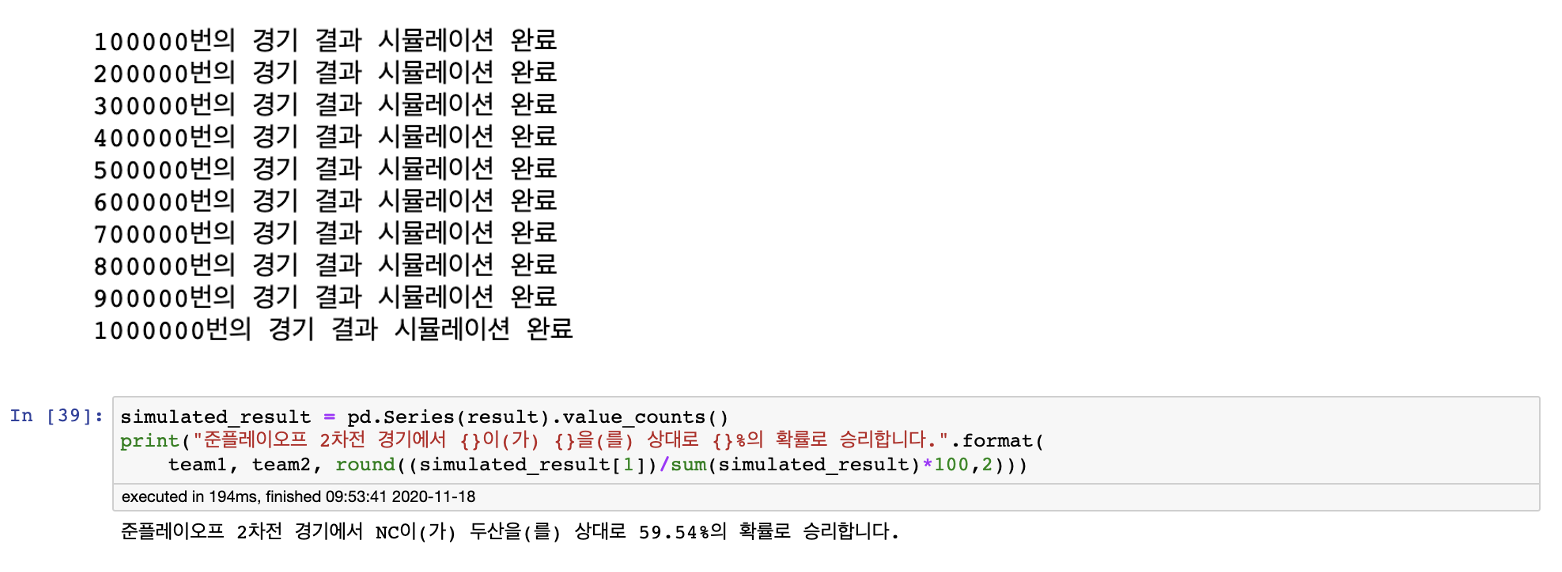 100000번의 경기 결과 시뮬레이션 완료
200000번의 경기 결과 시뮬레이션 완료
300000번의 경기 결과 시뮬레이션 완료
400000번의 경기 결과 시뮬레이션 완료
500000번의 경기 결과 시뮬레이션 완료
600000번의 경기 결과 시뮬레이션 완료
700000번의 경기 결과 시뮬레이션 완료
800000번의 경기 결과 시뮬레이션 완료
900000번의 경기 결과 시뮬레이션 완료
1000000번의 경기 결과 시뮬레이션 완료
In [39]: simulated_result = pd.Series(result).value_counts()
print("준플레이오프 2차전 경기에서 {}이(가) {}을(를) 상대로 {}%의 확률로 승리합니다.".format(
    team1, team2, round((simulated_result[1])/sum(simulated_result)*100,2)))
executed in 194ms, finished 09:53:41 2020-11-18
준플레이오프 2차전 경기에서 NC이(가) 두산을(를) 상대로 59.54%의 확률로 승리합니다.